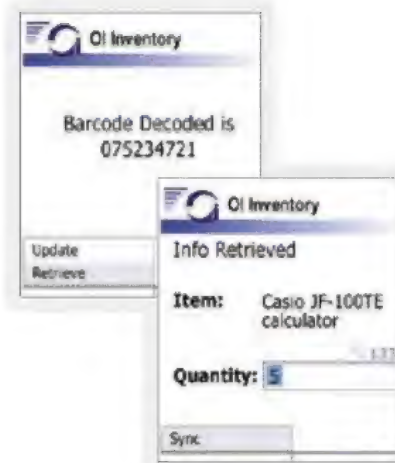 OI Inventory
Barcode Decoded is
075234721
Update
Retrieve
OI Inventory
Info Retrieved
Item: Casio JF-100TE
calculator
Quantity: 5
Sync